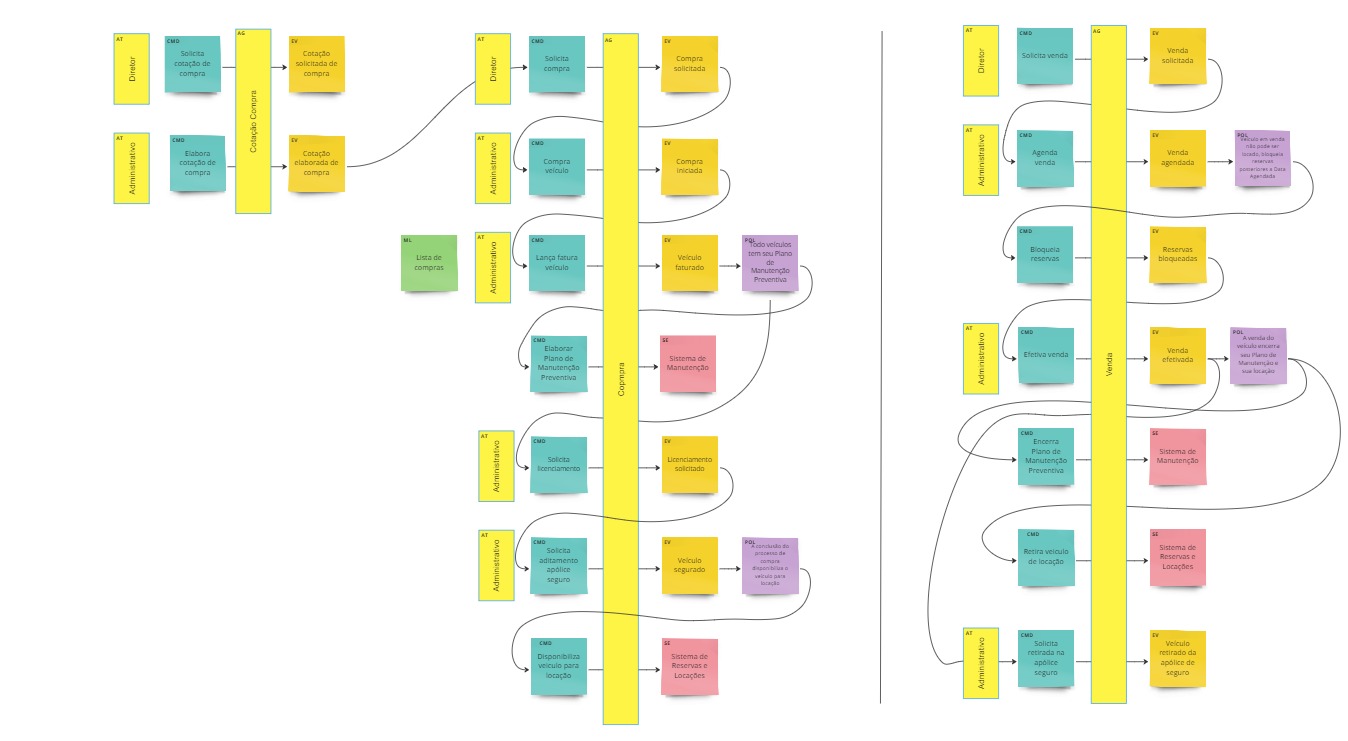 AT
Diretor
CMD
Solicita
cotação de
compra
AG
Cotação Compra
EV
Cotação
solicitada de
compra
AT
Administrativo
CMD
Elabora
cotação de
compra
EV
Cotação
elaborada de
compra
AT
Diretor
CMD
Solicita
compra
AG
Copmpra
EV
Compra
solicitada
AT
Administrativo
CMD
Compra
veículo
EV
Compra
iniciada
ML
Lista de
compras
AT
Administrativo
CMD
Lança fatura
veículo
EV
Veículo
faturado
POL
Todo veículos
tem seu Plano
de
Manutenção
Preventiva
CMD
Elaborar
Plano de
Manutenção
Preventiva
SE
Sistema de
Manutenção
AT
Administrativo
CMD
Solicita
licenciamento
EV
Licenciamento
solicitado
AT
Administrativo
CMD
Solicita
aditamento
apólice
seguro
EV
Veículo
segurado
POL
A conclusão do
processo de
compra
disponibiliza o
veículo para
locação
CMD
Disponibiliza
veículo para
locação
SE
Sistema de
Reservas e
Locações
AT
Diretor
CMD
Solicita venda
AG
Venda
EV
Venda
solicitada
AT
Administrativo
CMD
Agenda
venda
EV
Venda
agendada
POL
Veículo em venda
não pode ser
locado, bloqueia
reservas
posteriores a Data
Agendada
CMD
Bloqueia
reservas
EV
Reservas
bloqueadas
AT
Administrativo
CMD
Efetiva venda
EV
Venda
efetivada
POL
A venda do
veículo encerra
seu Plano de
Manutenção e
sua locação
CMD
Encerra
Plano de
Manutenção
Preventiva
SE
Sistema de
Manutenção
CMD
Retira veículo
de locação
SE
Sistema de
Reservas e
Locações
AT
Administrativo
CMD
Solicita
retirada na
apólice
seguro
EV
Veículo
retirado da
apólice de
seguro